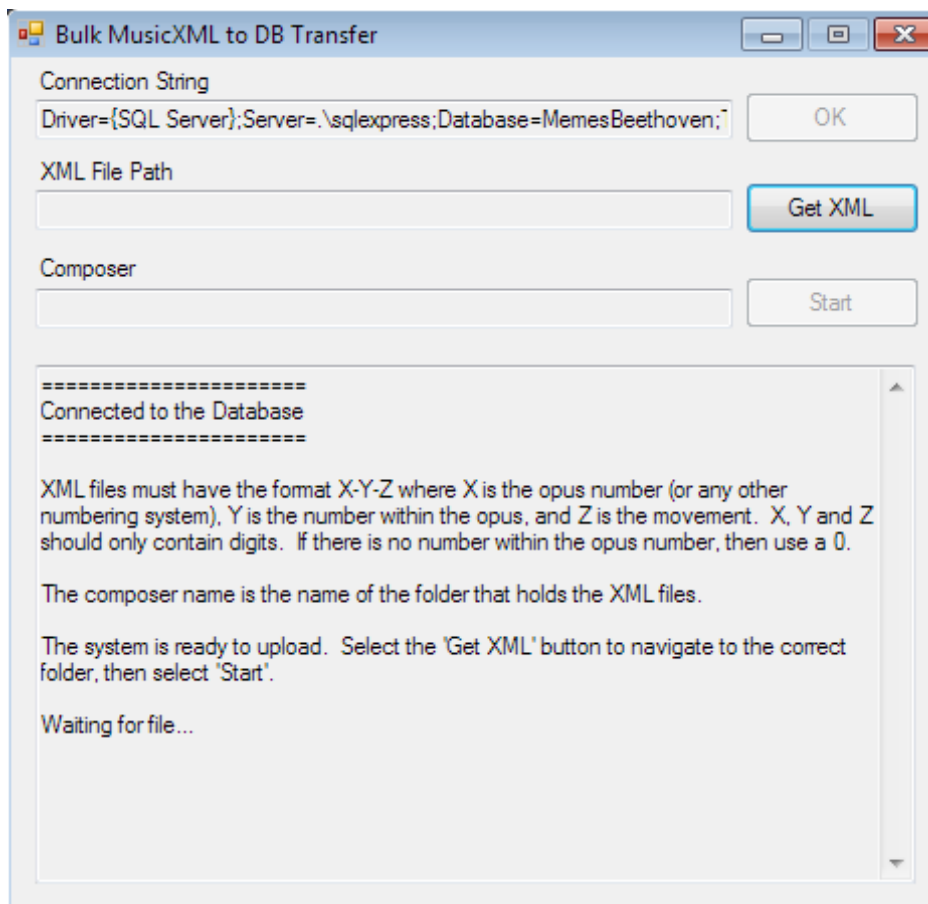 Bulk MusicXML to DB Transfer
Connection String
Driver={SQL Server};Server=.\sqlexpress;Database=MemesBeethoven;
OK
XML File Path
Get XML
Composer
Start
======================
Connected to the Database
======================
XML files must have the format X-Y-Z where X is the opus number (or any other
numbering system), Y is the number within the opus, and Z is the movement.  X, Y and Z
should only contain digits.  If there is no number within the opus number, then use a 0.
The composer name is the name of the folder that holds the XML files.
The system is ready to upload.  Select the 'Get XML' button to navigate to the correct
folder, then select 'Start'.
Waiting for file...